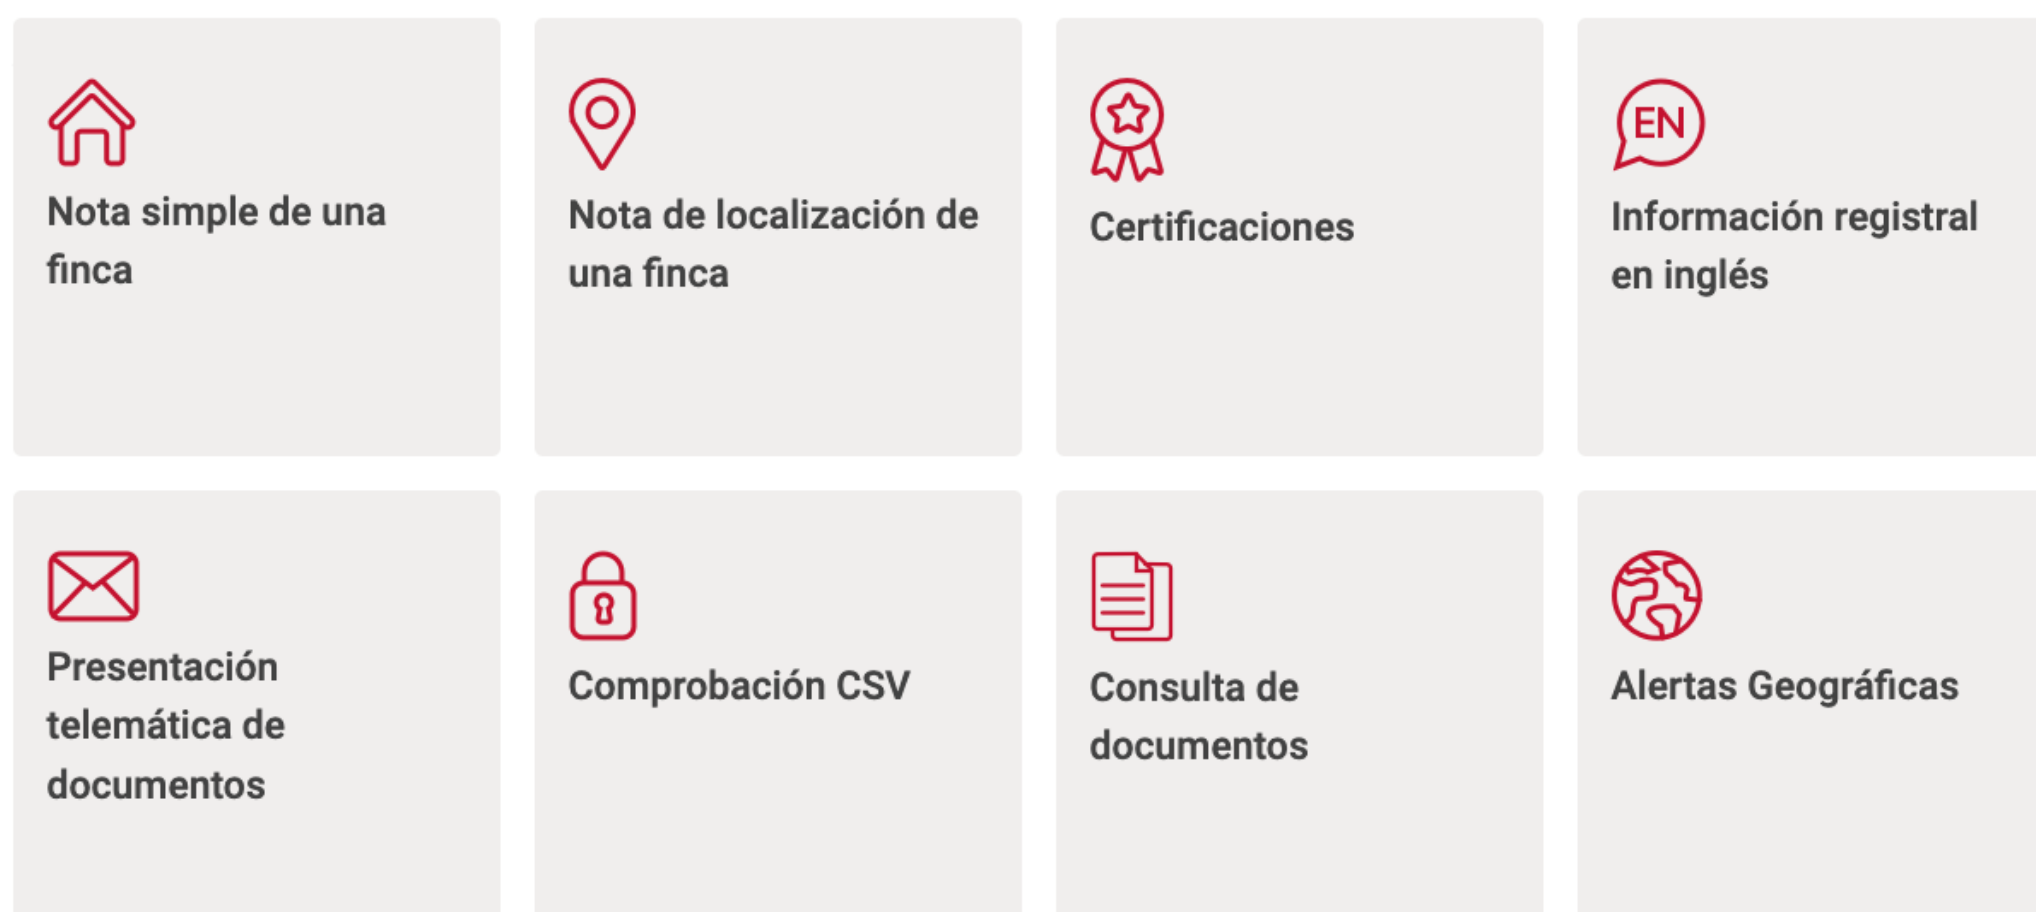 Nota simple de una
finca
Nota de localización de
una finca
Certificaciones
EN
Información registral
en inglés
Presentación
telemática de
documentos
Comprobación CSV
Consulta de
documentos
Alertas Geográficas